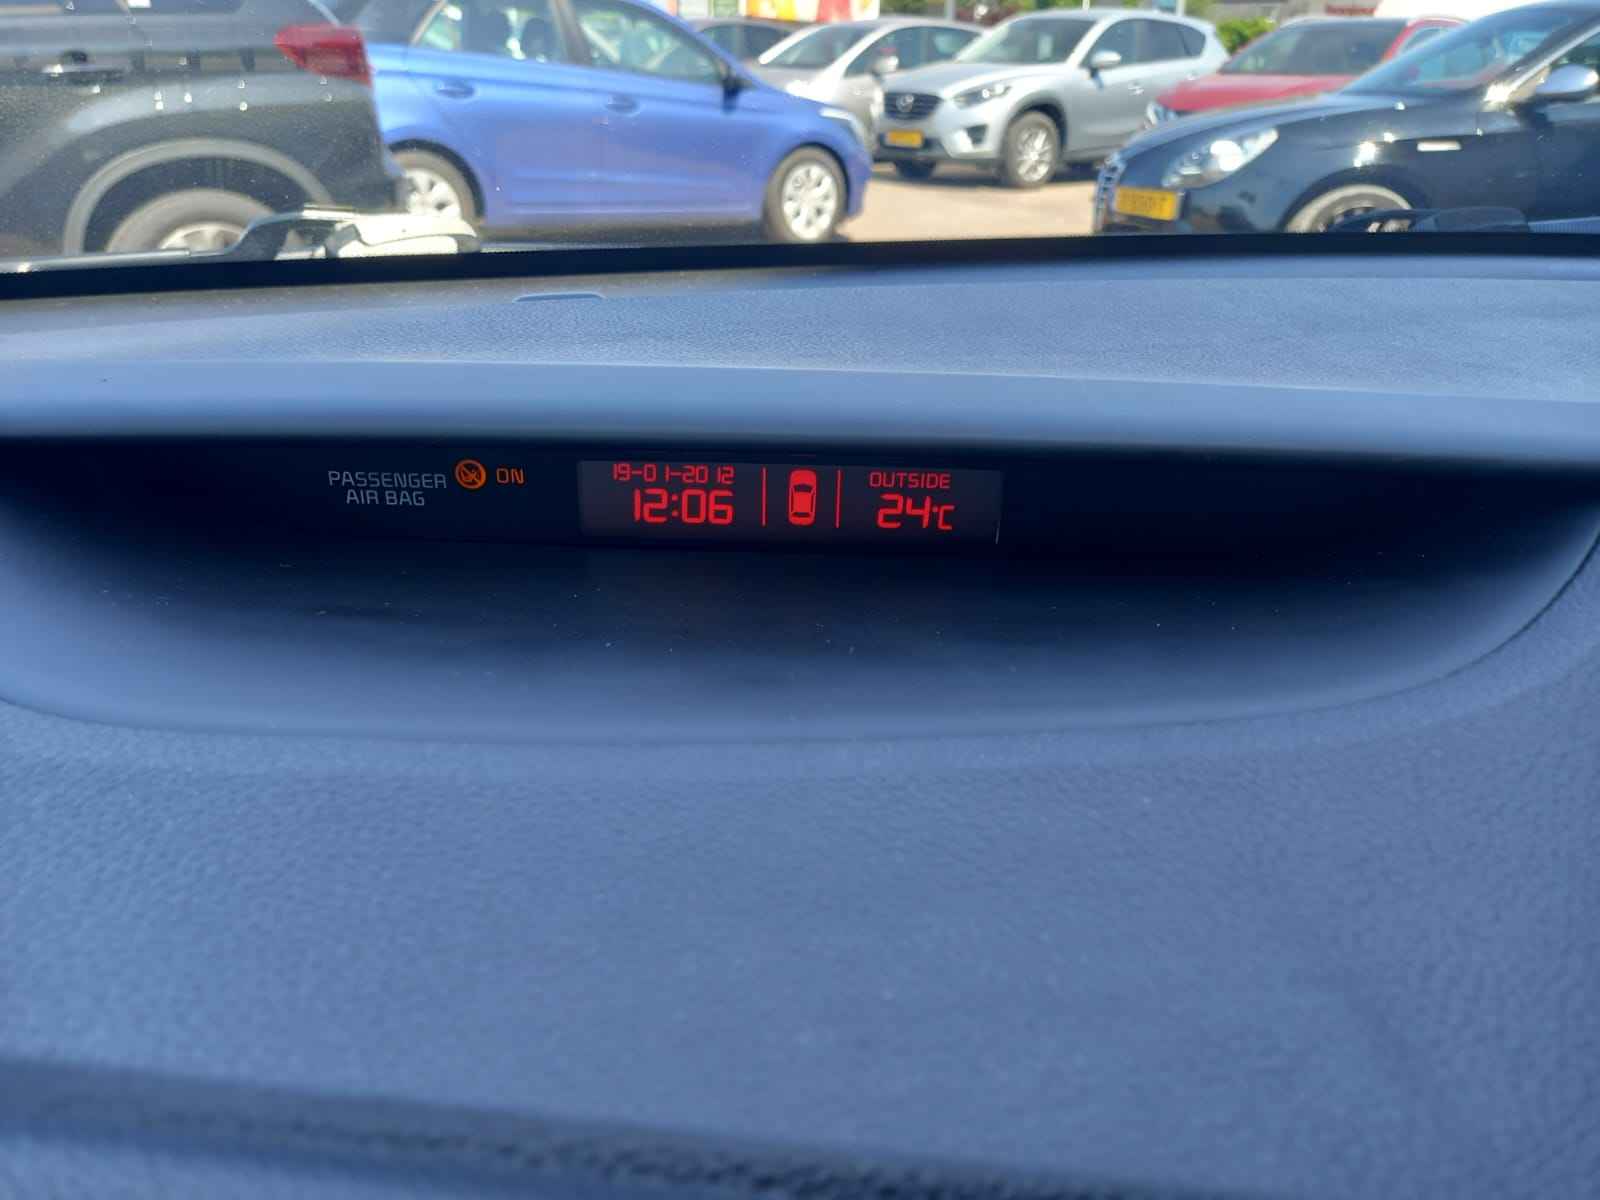 PASSENGER
AIR BAG
ON
19-01-2012
12:06
OUTSIDE
24°C